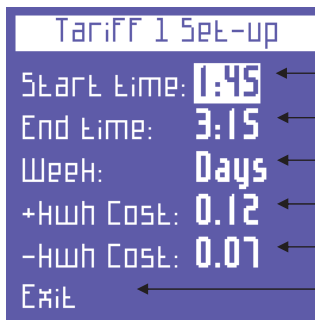 Tariff 1 Set-up
Start time: 1:45
End time: 3:15
Week: Days
+kWh Cost: 0.12
-kWh Cost: 0.07
Exit